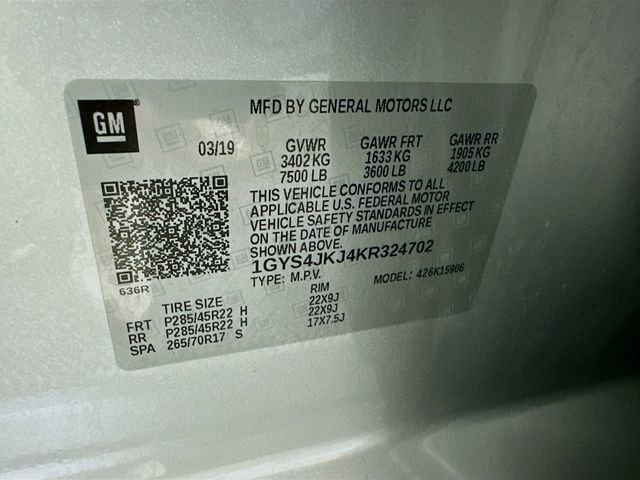 GM
MFD BY GENERAL MOTORS LLC
03/19
GVWR GAWR FRT GAWR RR
3402 KG 1633 KG 1905 KG
7500 LB 3600 LB 4200 LB
THIS VEHICLE CONFORMS TO ALL
APPLICABLE U.S. FEDERAL MOTOR
VEHICLE SAFETY STANDARDS IN EFFECT
ON THE DATE OF MANUFACTURE
SHOWN ABOVE.
1GYS4JKJ4KR324702
636R
TYPE: M.P.V. MODEL: 426K15906
TIRE SIZE RIM
FRT P285/45R22 H 22X9J
RR P285/45R22 H 22X9J
SPA 265/70R17 S 17X7.5J